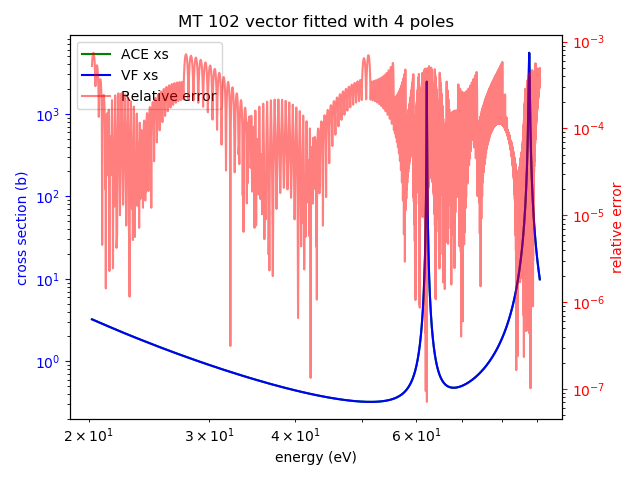 MT 102 vector fitted with 4 poles
ACE xs
VF xs
Relative error
cross section (b)
10³
10²
10¹
10⁰
relative error
10⁻³
10⁻⁴
10⁻⁵
10⁻⁶
10⁻⁷
2 × 10¹ 3 × 10¹ 4 × 10¹ 6 × 10¹
energy (eV)